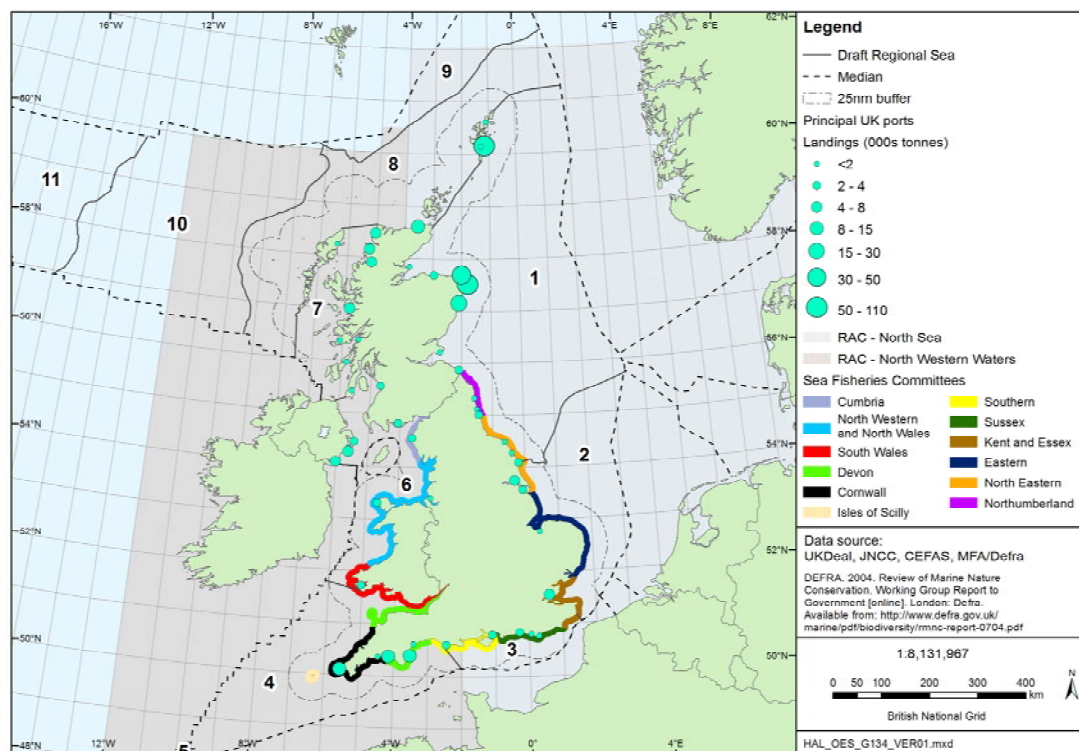 16°W
12°W
8°W
4°W
0°
4°E
8°E
62°N
62°N
60°N
60°N
58°N
58°N
56°N
56°N
54°N
54°N
52°N
52°N
50°N
50°N
48°N
12°W
8°W
4°W
0°
4°E
9
8
11
10
1
7
2
6
3
4
5
Legend
Draft Regional Sea
Median
25nm buffer
Principal UK ports
Landings (000s tonnes)
<2
2 - 4
4 - 8
8 - 15
15 - 30
30 - 50
50 - 110
RAC - North Sea
RAC - North Western Waters
Sea Fisheries Committees
Cumbria
North Western
and North Wales
South Wales
Devon
Cornwall
Isles of Scilly
Southern
Sussex
Kent and Essex
Eastern
North Eastern
Northumberland
Data source:
UKDeal, JNCC, CEFAS, MFA/Defra
DEFRA. 2004. Review of Marine Nature
Conservation. Working Group Report to
Government [online]. London: Defra.
Available from: http://www.defra.gov.uk/
marine/pdf/biodiversity/rmnc-report-0704.pdf
1:8,131,967
0 50 100 200 300 400
km
N
British National Grid
HAL_OES_G134_VER01.mxd